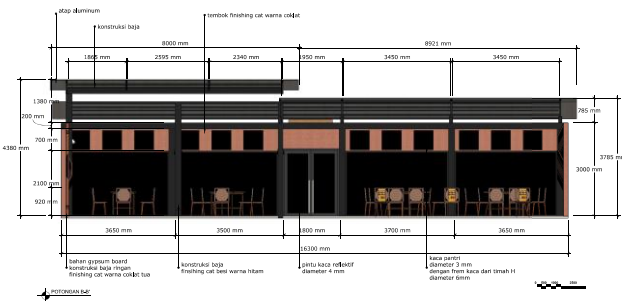 atap aluminum
konstruksi baja
tembok finishing cat warna coklat
8000 mm
8921 mm
1865 mm
2595 mm
2340 mm
1950 mm
3450 mm
3450 mm
1380 mm
200 mm
700 mm
4380 mm
2100 mm
920 mm
785 mm
3785 mm
3000 mm
3650 mm
3500 mm
1800 mm
3700 mm
3650 mm
16300 mm
bahan gypsum board
konstruksi baja ringan
finishing cat warna coklat tua
konstruksi baja
finsihing cat besi warna hitam
pintu kaca reflektif
diameter 4 mm
kaca pantri
diameter 3 mm
dengan frem kaca dari timah H
diameter 6mm
POTONGAN B-B'